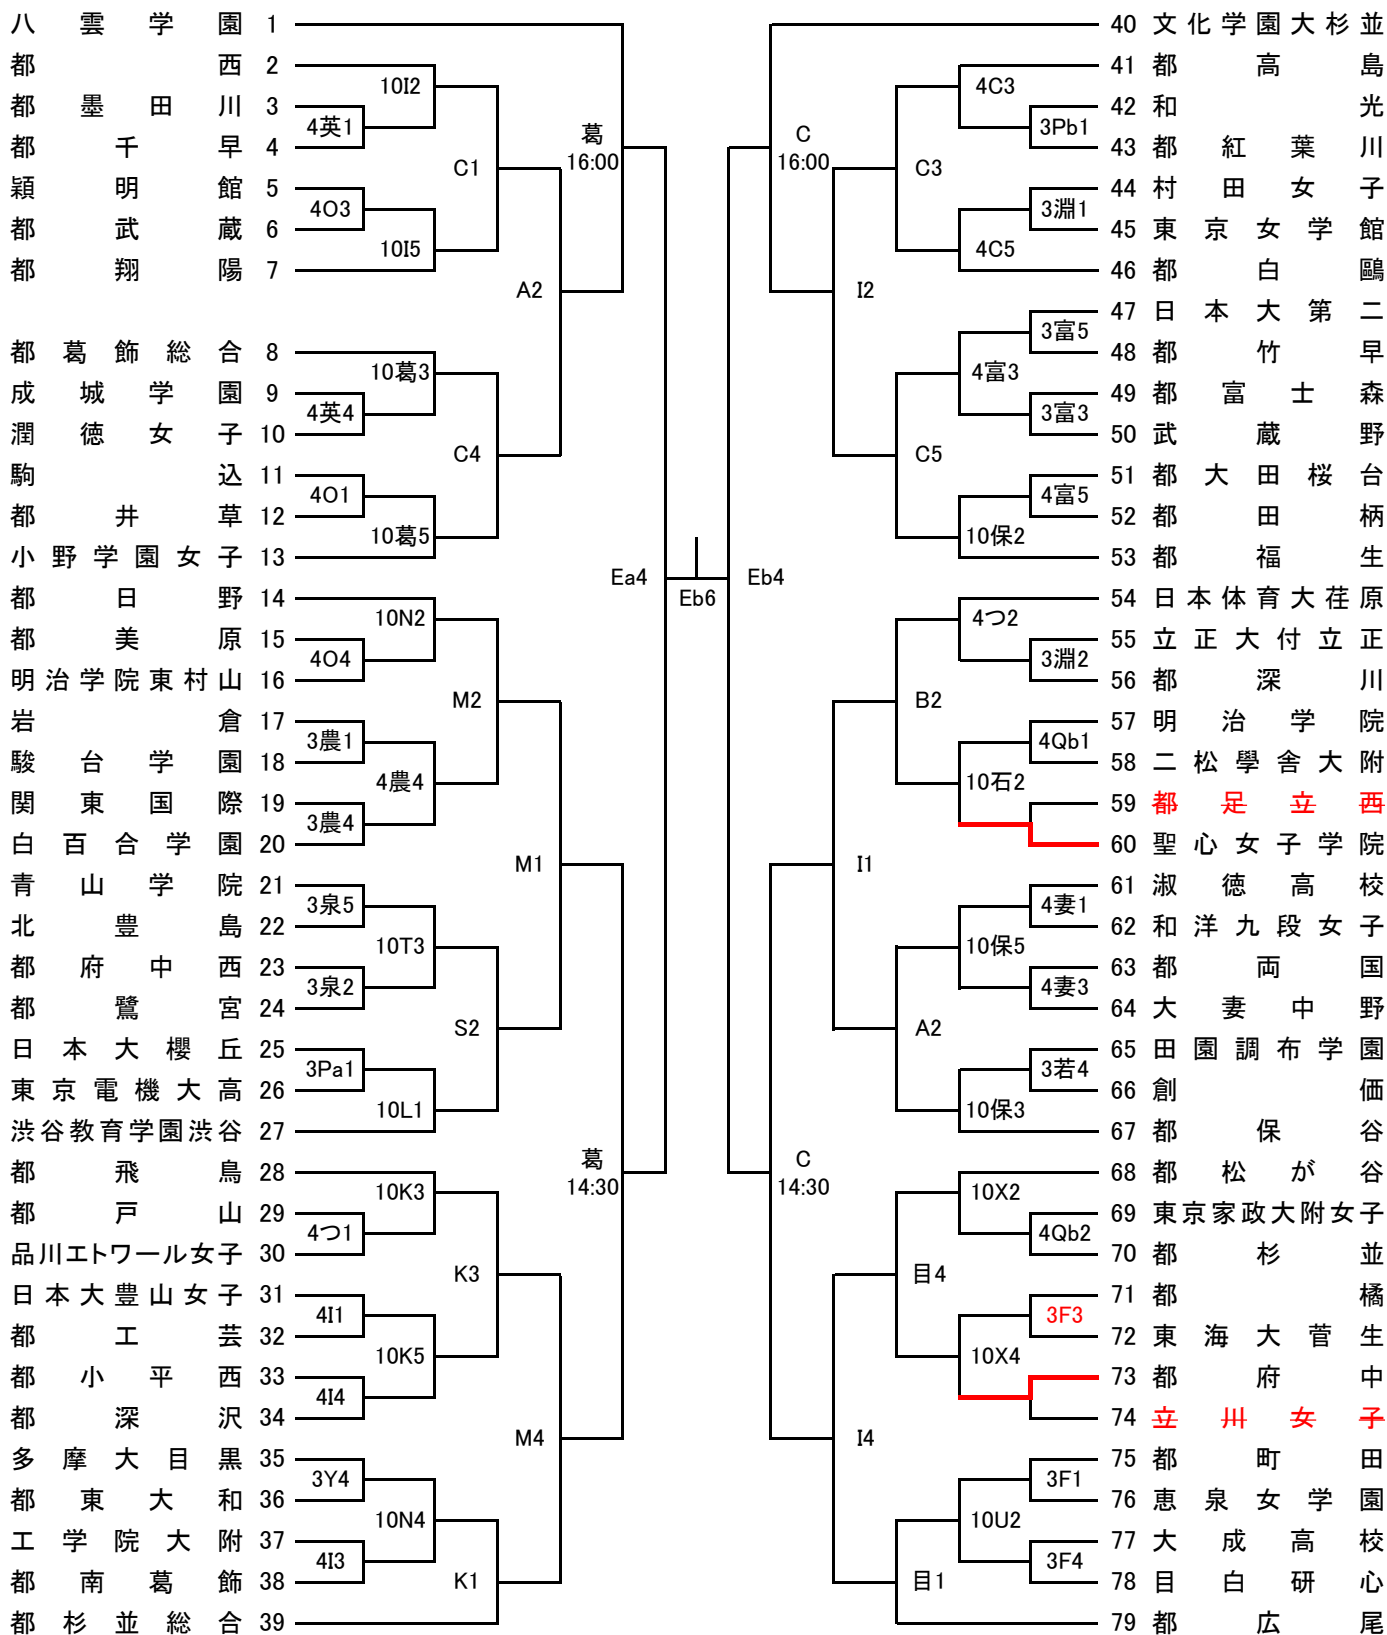 八雲学園 1
都西 2
都墨田川 3
都千早 4
穎明館 5
都武蔵 6
都翔陽 7
都葛飾総合 8
成城学園 9
潤徳女子 10
駒込 11
都井草 12
小野学園女子 13
都日野 14
都美原 15
明治学院東村山 16
岩倉 17
駿台学園 18
関東国際 19
白百合学園 20
青山学院 21
北豊島 22
都府中西 23
都鷺宮 24
日本大櫻丘 25
東京電機大高 26
渋谷教育学園渋谷 27
都飛鳥 28
都戸山 29
品川エトワール女子 30
日本大豊山女子 31
都工芸 32
都小平西 33
都深沢 34
多摩大目黒 35
都東大和 36
工学院大附 37
都南葛飾 38
都杉並総合 39
4英1
4O3
4英4
4O1
4O4
3農1
3農4
3泉5
3泉2
3Pa1
4つ1
4I1
4I4
3Y4
4I3
10I2
10I5
10葛3
10葛5
10N2
4農4
10T3
10L1
10K3
10K5
10N4
C1
C4
M2
S2
K3
K1
A2
M1
M4
葛
16:00
葛
14:30
Ea4
Eb6
Eb4
C
16:00
C
14:30
I2
I1
I4
C3
C5
B2
A2
目4
目1
4C3
4C5
4富3
10保2
4つ2
10石2
10保5
10保3
10X2
10X4
10U2
3Pb1
3淵1
3富5
3富3
4富5
3淵2
4Qb1
4妻1
4妻3
3若4
4Qb2
3F3
3F1
3F4
40 文化学園大杉並
41 都高島
42 和光
43 都紅葉川
44 村田女子
45 東京女学館
46 都白鷗
47 日本大第二
48 都竹早
49 都富士森
50 武蔵野
51 都大田桜台
52 都田柄
53 都福生
54 日本体育大荏原
55 立正大付立正
56 都深川
57 明治学院
58 二松學舎大附
59 都足立西
60 聖心女子学院
61 淑徳高校
62 和洋九段女子
63 都両国
64 大妻中野
65 田園調布学園
66 創価
67 都保谷
68 都松が谷
69 東京家政大附女子
70 都杉並
71 都橘
72 東海大菅生
73 都府中
74 立川女子
75 都町田
76 恵泉女学園
77 大成高校
78 目白研心
79 都広尾